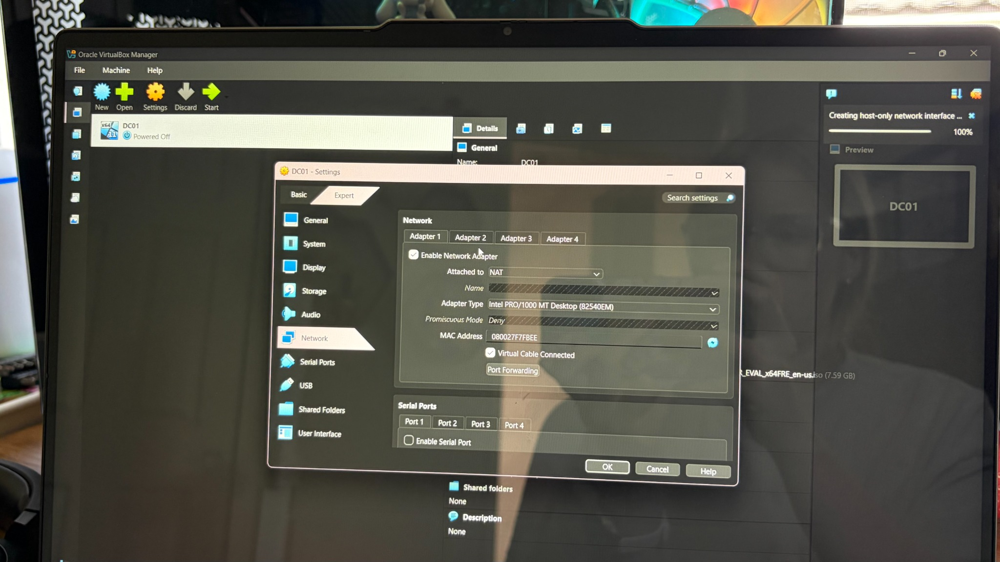 Oracle VirtualBox Manager
File Machine Help
New Open Settings Discard Start
DC01
Powered Off
Details
General
Name: DC01
Creating host-only network interface ...
100%
Preview
DC01
DC01 - Settings
Basic Expert
Search settings
General
System
Display
Storage
Audio
Network
Serial Ports
USB
Shared Folders
User Interface
Network
Adapter 1 Adapter 2 Adapter 3 Adapter 4
Enable Network Adapter
Attached to NAT
Name
Adapter Type Intel PRO/1000 MT Desktop (82540EM)
Promiscuous Mode Deny
MAC Address 080027F7FBEE
Virtual Cable Connected
Port Forwarding
Serial Ports
Port 1 Port 2 Port 3 Port 4
Enable Serial Port
OK Cancel Help
_EVAL_x64FRE_en-us.iso (7.59 GB)
Shared folders
None
Description
None